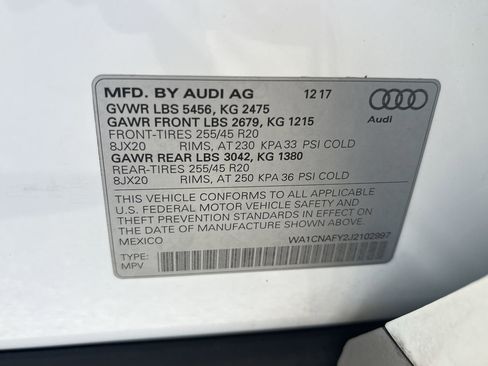 MFD. BY AUDI AG 12 17
GVWR LBS 5456, KG 2475
GAWR FRONT LBS 2679, KG 1215
FRONT-TIRES 255/45 R20
8JX20 RIMS, AT 230 KPA 33 PSI COLD
GAWR REAR LBS 3042, KG 1380
REAR-TIRES 255/45 R20
8JX20 RIMS, AT 250 KPA 36 PSI COLD
Audi
THIS VEHICLE CONFORMS TO ALL APPLICABLE
U.S. FEDERAL MOTOR VEHICLE SAFETY AND
THEFT PREVENTION STANDARDS IN EFFECT ON
THE DATE OF MANUFACTURE SHOWN ABOVE
MEXICO WA1CNAFY2J2102997
TYPE:
MPV